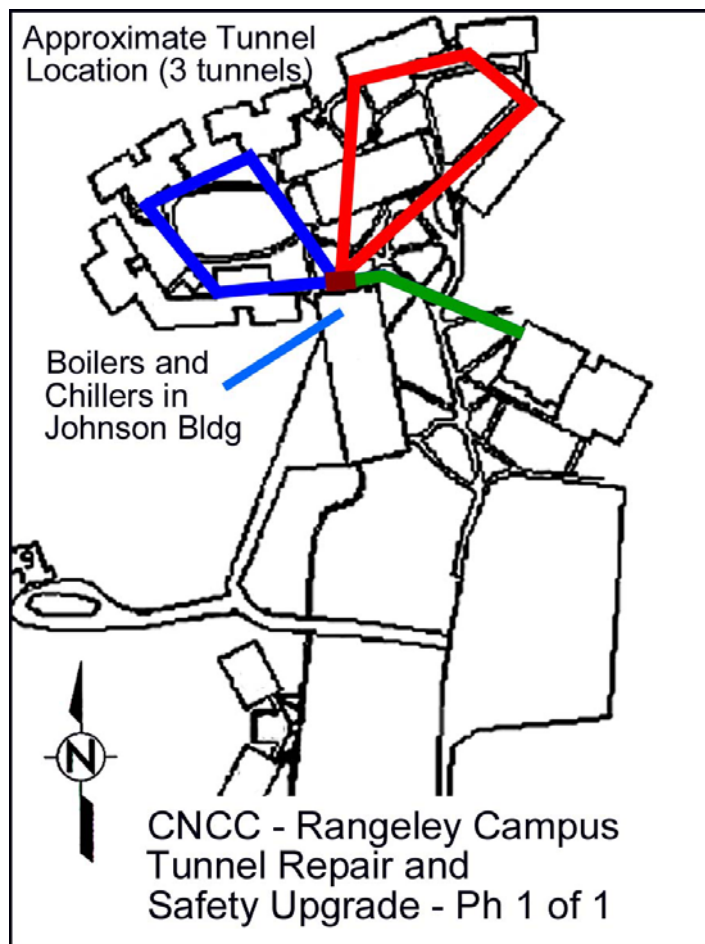 Approximate Tunnel
Location (3 tunnels)
Boilers and
Chillers in
Johnson Bldg
9
N
CNCC - Rangeley Campus
Tunnel Repair and
Safety Upgrade - Ph 1 of 1